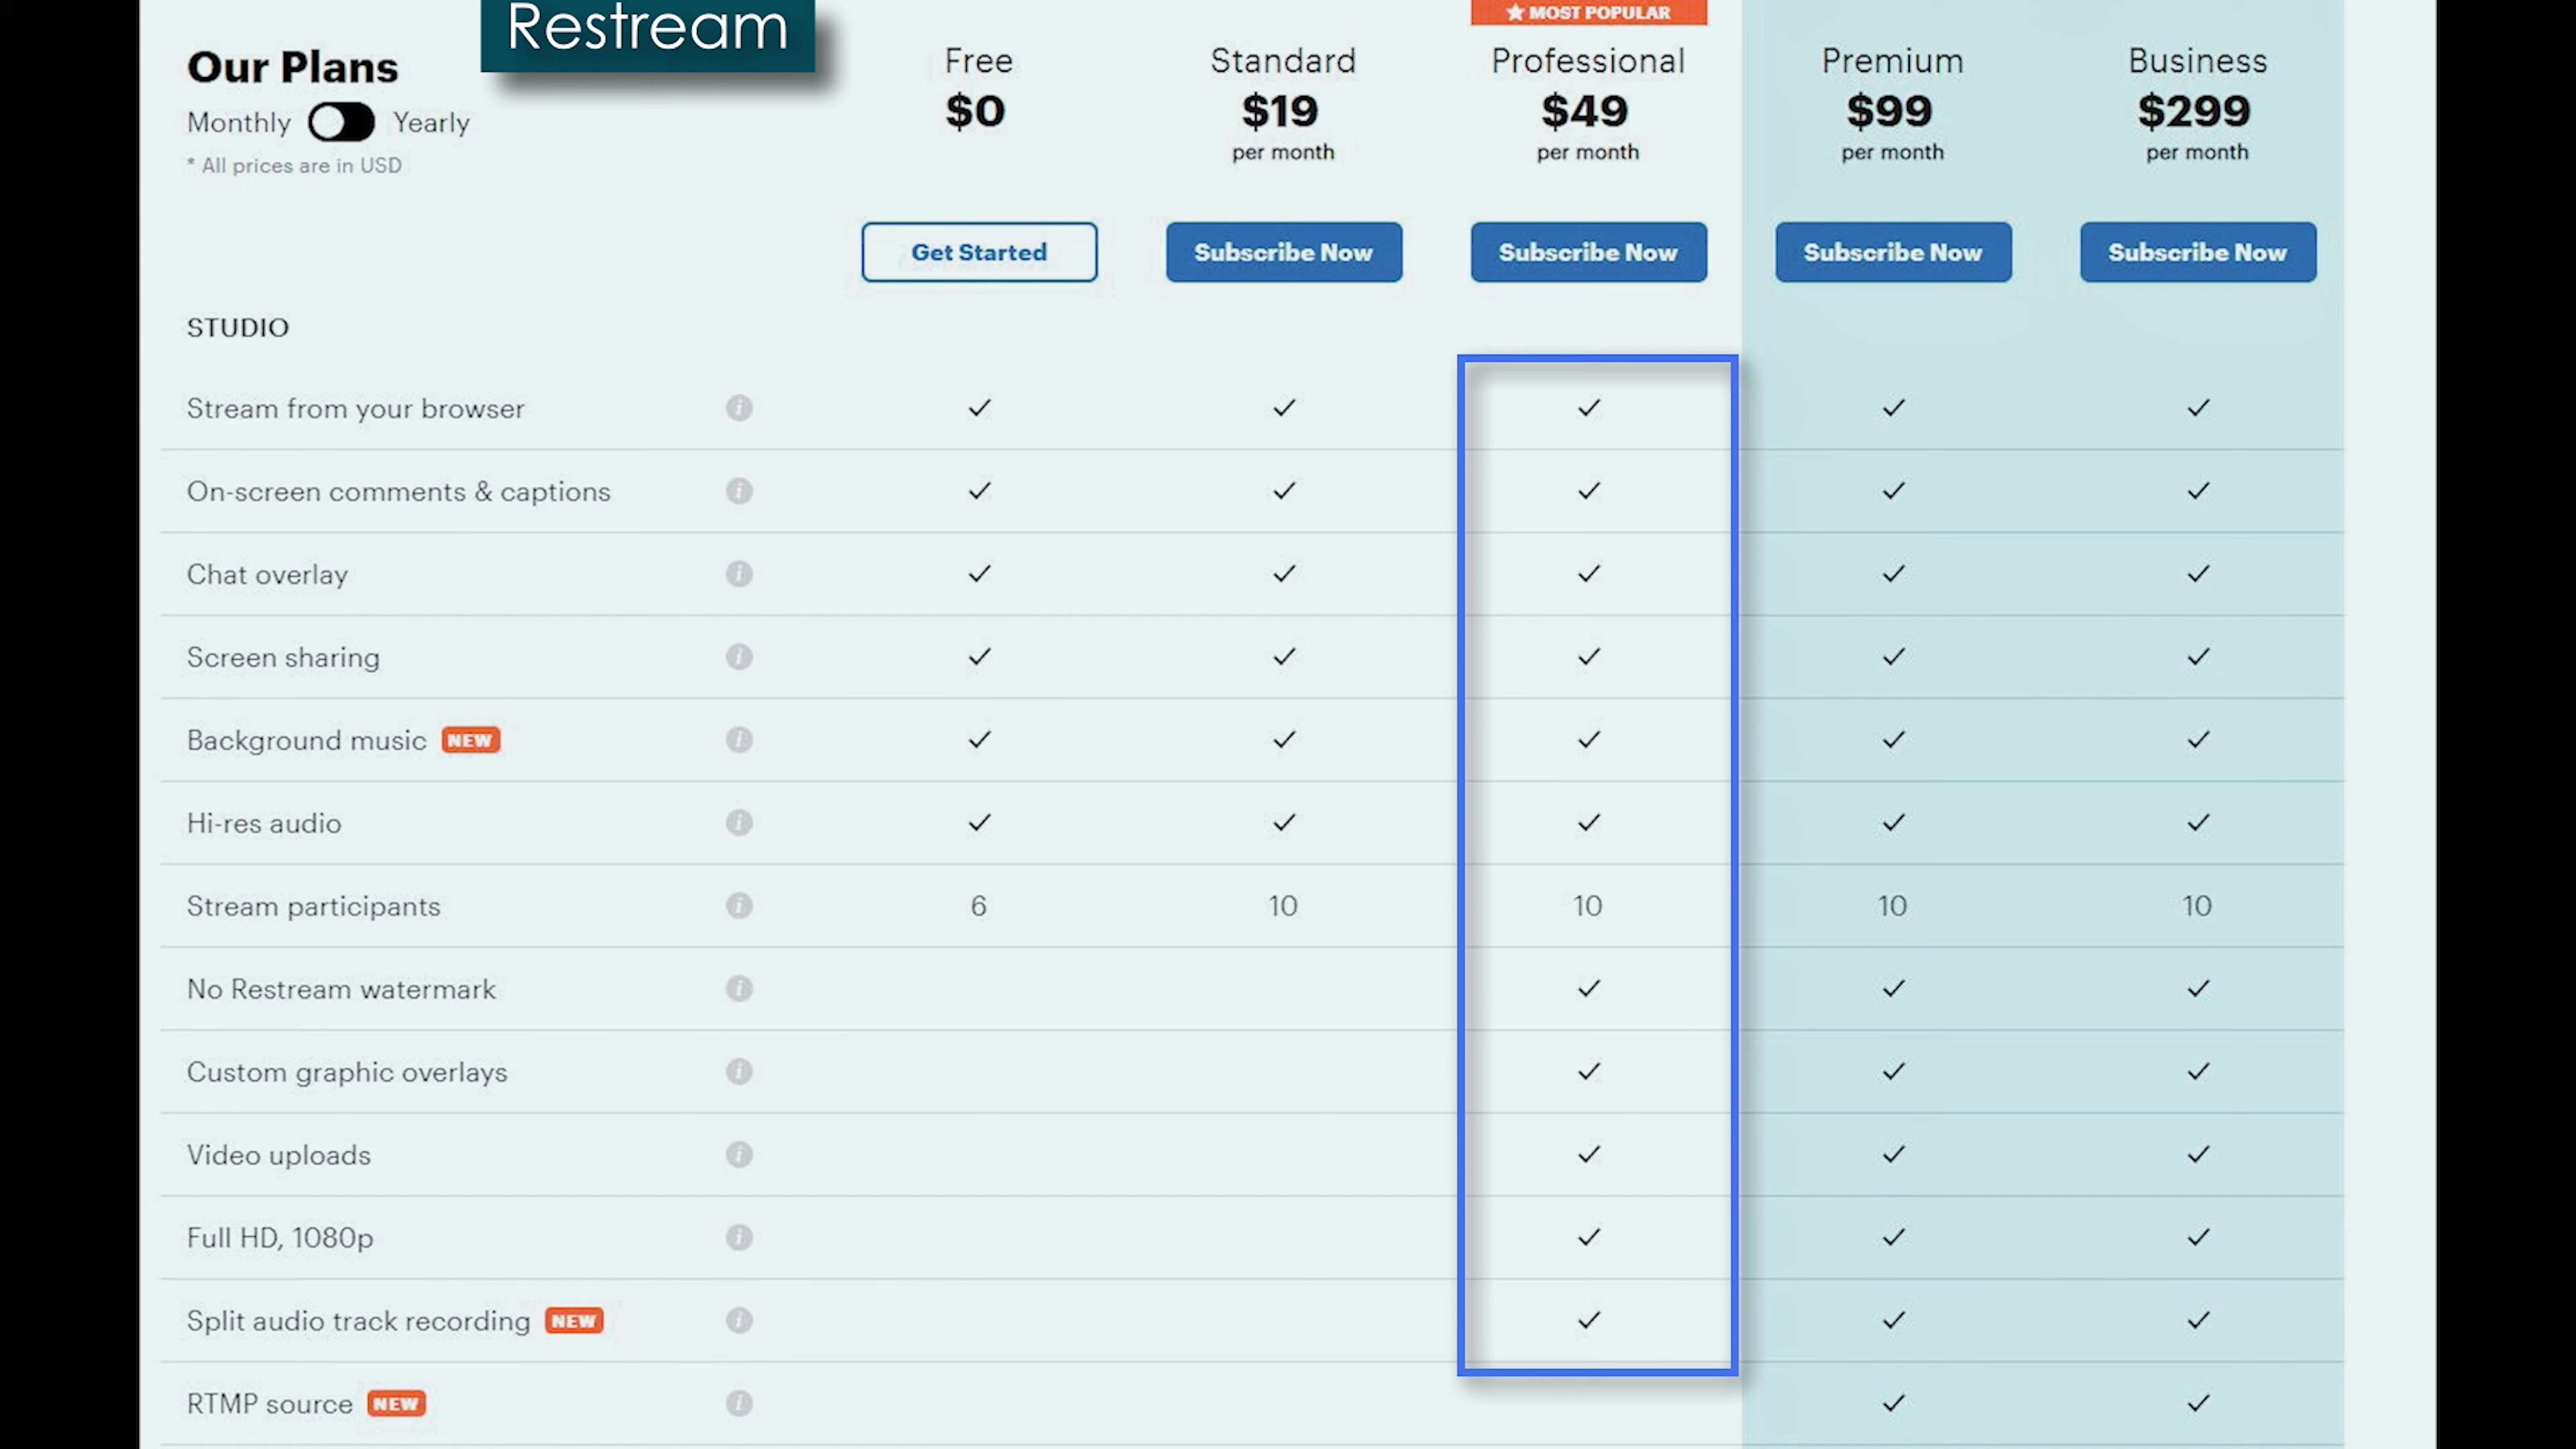 Restream
★ MOST POPULAR
Our Plans
Monthly Yearly
* All prices are in USD
Free Standard Professional Premium Business
$0 $19 $49 $99 $299
per month per month per month per month
Get Started Subscribe Now Subscribe Now Subscribe Now Subscribe Now
STUDIO
Stream from your browser i ✓ ✓ ✓ ✓ ✓
On-screen comments & captions i ✓ ✓ ✓ ✓ ✓
Chat overlay i ✓ ✓ ✓ ✓ ✓
Screen sharing i ✓ ✓ ✓ ✓ ✓
Background music NEW i ✓ ✓ ✓ ✓ ✓
Hi-res audio i ✓ ✓ ✓ ✓ ✓
Stream participants i 6 10 10 10 10
No Restream watermark i ✓ ✓ ✓
Custom graphic overlays i ✓ ✓ ✓
Video uploads i ✓ ✓ ✓
Full HD, 1080p i ✓ ✓ ✓
Split audio track recording NEW i ✓ ✓ ✓
RTMP source NEW i ✓ ✓